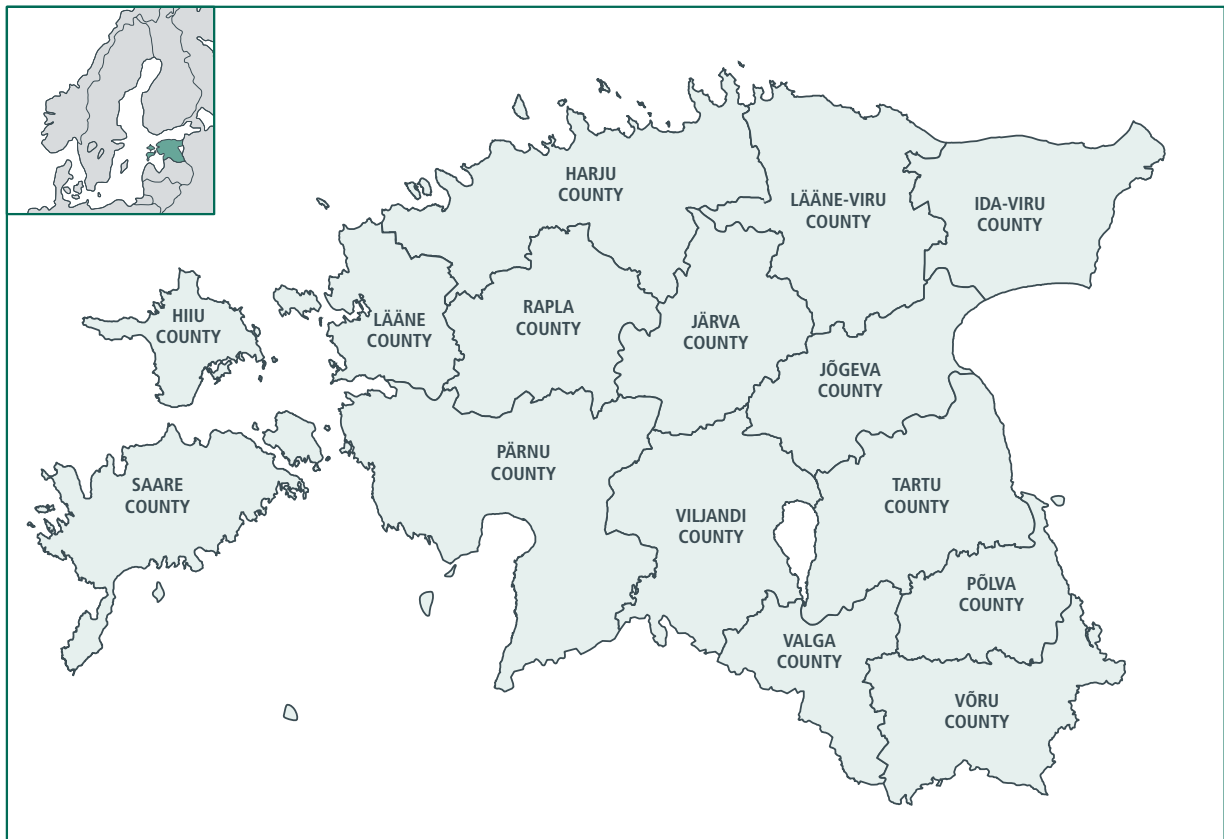 HARJU
COUNTY
LÄÄNE-VIRU
COUNTY
IDA-VIRU
COUNTY
HIIU
COUNTY
LÄÄNE
COUNTY
RAPLA
COUNTY
JÄRVA
COUNTY
JÕGEVA
COUNTY
SAARE
COUNTY
PÄRNU
COUNTY
VILJANDI
COUNTY
TARTU
COUNTY
PÕLVA
COUNTY
VALGA
COUNTY
VÕRU
COUNTY